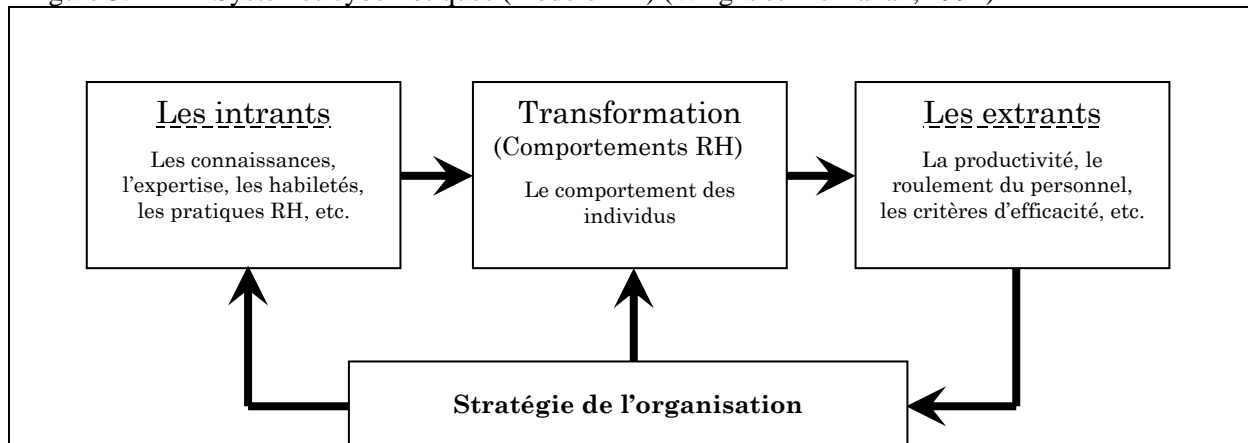 Les intrants
Les connaissances,
l'expertise, les habiletés,
les pratiques RH, etc.
Transformation
(Comportements RH)
Le comportement des
individus
Les extrants
La productivité, le
roulement du personnel,
les critères d'efficacité, etc.
Stratégie de l'organisation